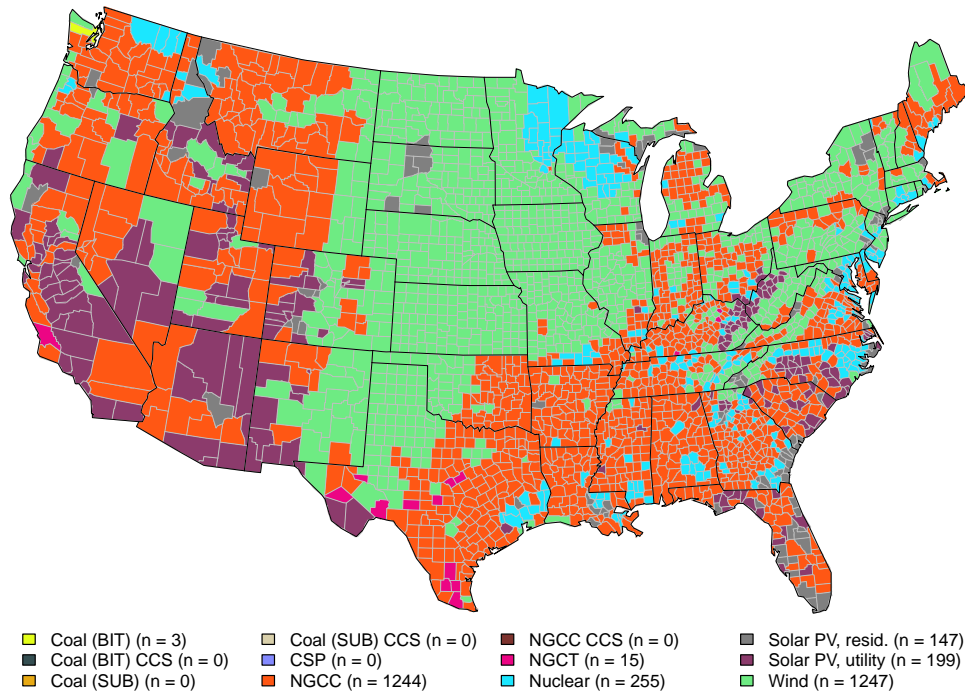 Coal (BIT) (n = 3)
Coal (BIT) CCS (n = 0)
Coal (SUB) (n = 0)
Coal (SUB) CCS (n = 0)
CSP (n = 0)
NGCC (n = 1244)
NGCC CCS (n = 0)
NGCT (n = 15)
Nuclear (n = 255)
Solar PV, resid. (n = 147)
Solar PV, utility (n = 199)
Wind (n = 1247)